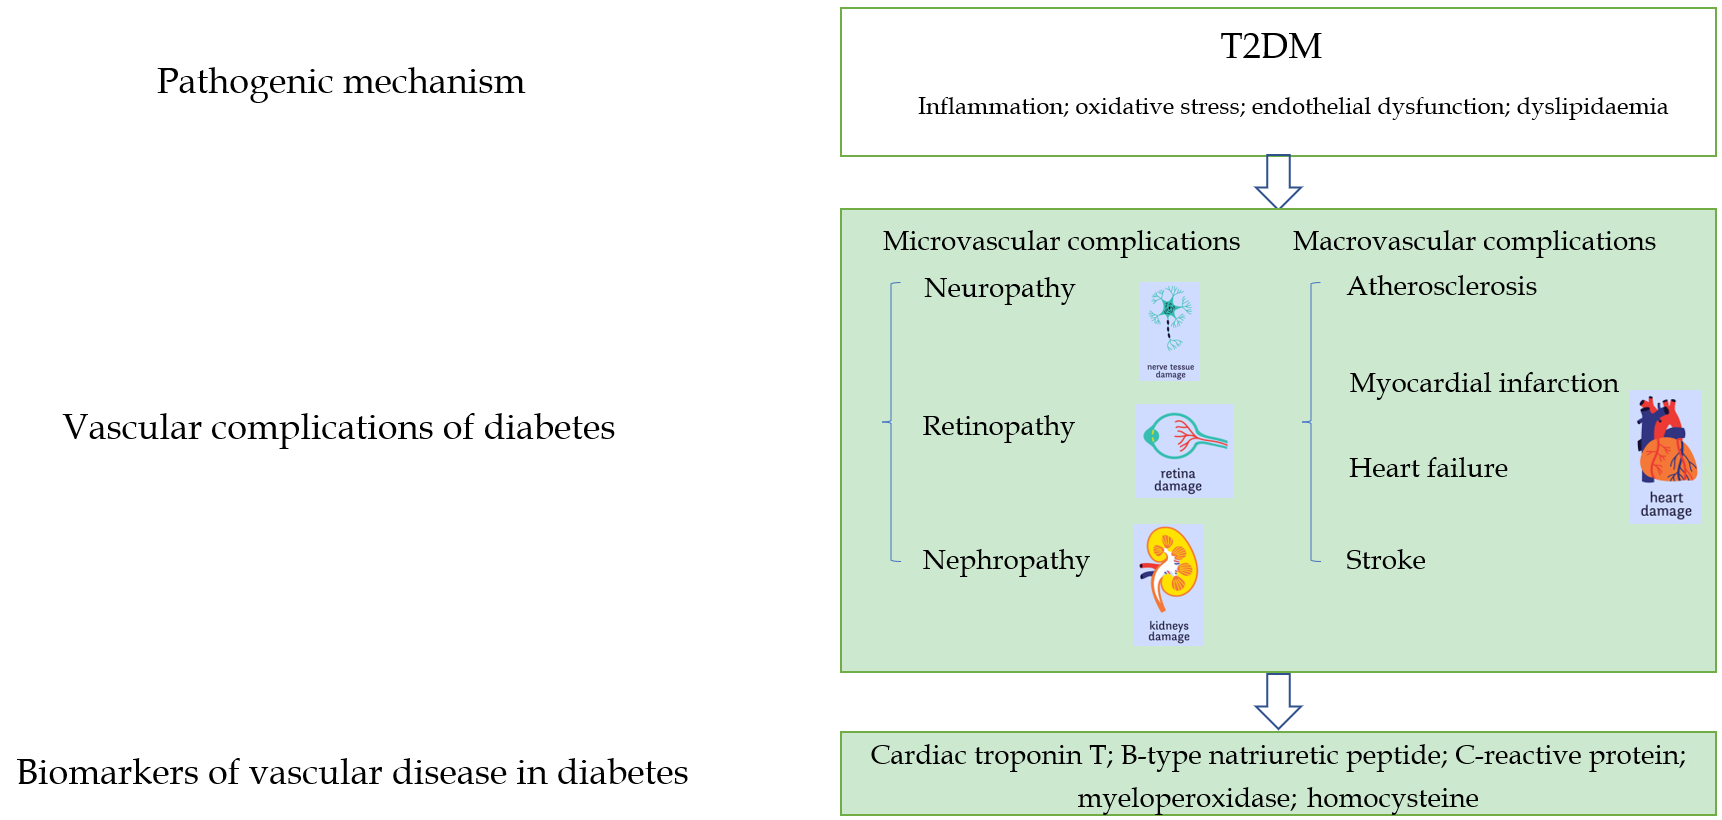 Pathogenic mechanism
T2DM
Inflammation; oxidative stress; endothelial dysfunction; dyslipidaemia
Vascular complications of diabetes
Microvascular complications
Neuropathy
nerve tessue
damage
Retinopathy
retina
damage
Nephropathy
kidneys
damage
Macrovascular complications
Atherosclerosis
Myocardial infarction
Heart failure
heart
damage
Stroke
Biomarkers of vascular disease in diabetes
Cardiac troponin T; B-type natriuretic peptide; C-reactive protein;
myeloperoxidase; homocysteine